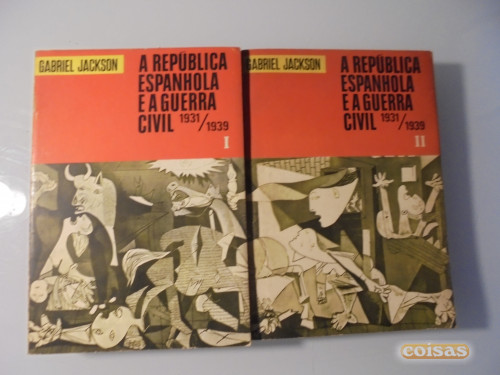 GABRIEL JACKSON
A REPÚBLICA
ESPANHOLA
E A GUERRA
CIVIL 1931/1939
I
GABRIEL JACKSON
A REPÚBLICA
ESPANHOLA
E A GUERRA
CIVIL 1931/1939
II
coisas